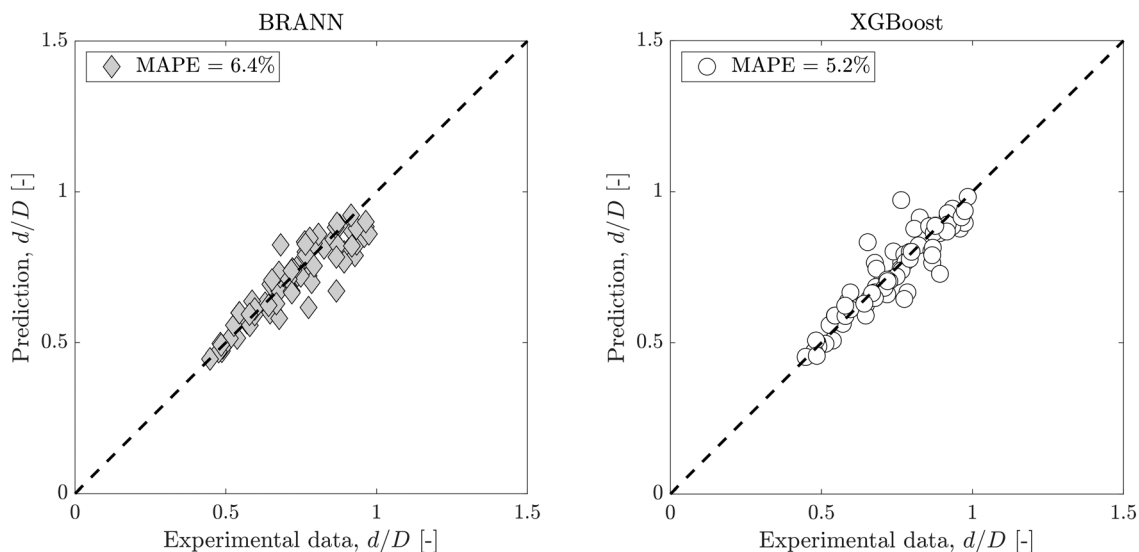 BRANN
1.5
MAPE = 6.4%
1
0.5
0
0
0.5
1
1.5
Prediction, d/D [-]
Experimental data, d/D [-]
XGBoost
1.5
MAPE = 5.2%
1
0.5
0
0
0.5
1
1.5
Prediction, d/D [-]
Experimental data, d/D [-]